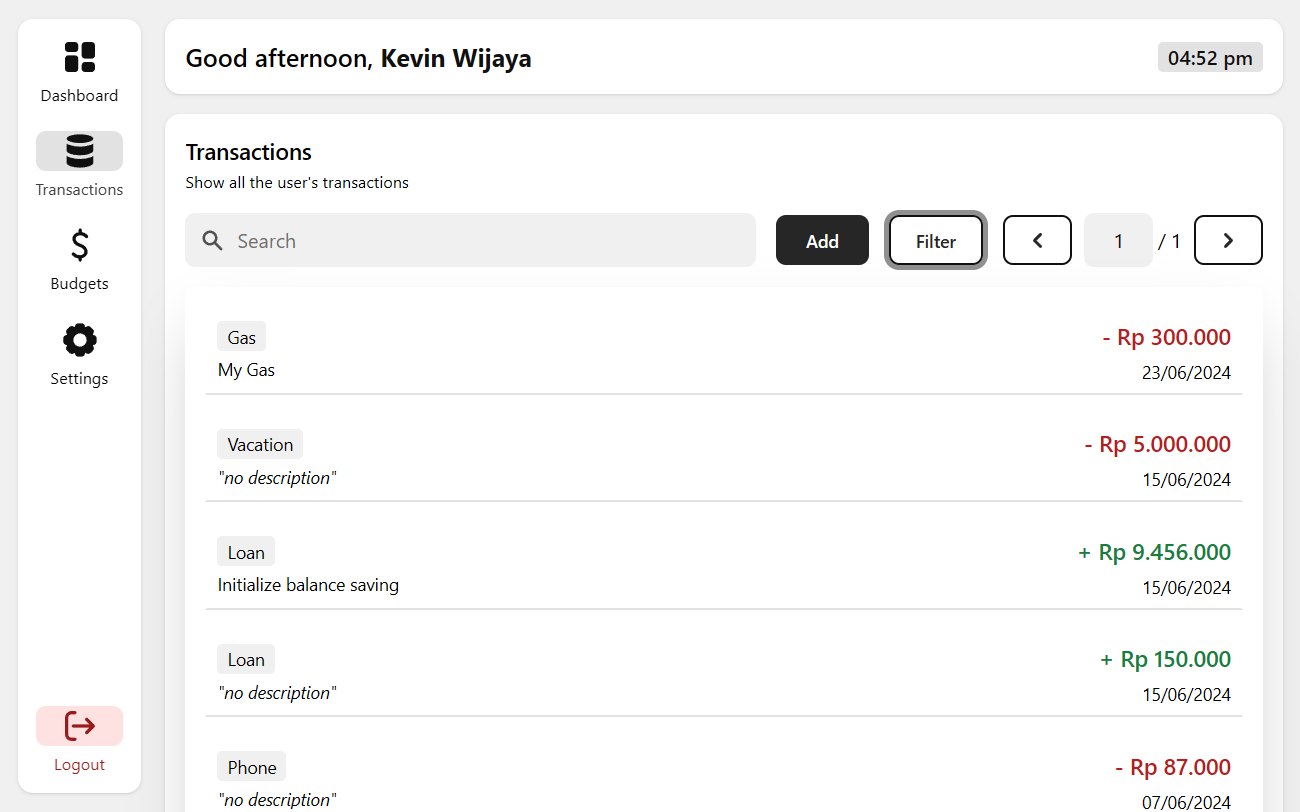 Dashboard
Transactions
Budgets
Settings
Logout
Good afternoon, Kevin Wijaya
04:52 pm
Transactions
Show all the user's transactions
Search
Add
Filter
1
/ 1
Gas
- Rp 300.000
My Gas
23/06/2024
Vacation
- Rp 5.000.000
"no description"
15/06/2024
Loan
+ Rp 9.456.000
Initialize balance saving
15/06/2024
Loan
+ Rp 150.000
"no description"
15/06/2024
Phone
- Rp 87.000
"no description"
07/06/2024